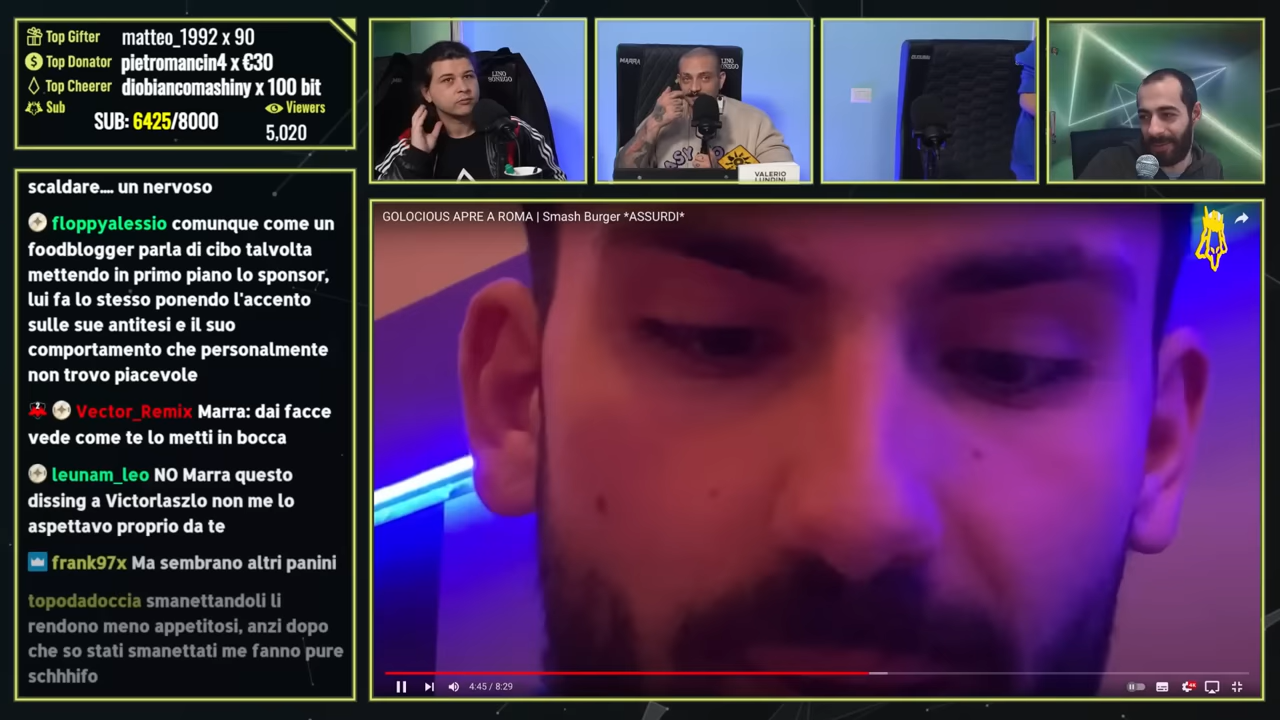 Top Gifter matteo_1992 x 90
Top Donator pietromancin4 x €30
Top Cheerer diobiancomashiny x 100 bit
Sub
Viewers
SUB: 6425/8000
5,020
scaldare.... un nervoso
floppyalessio comunque come un
foodblogger parla di cibo talvolta
mettendo in primo piano lo sponsor,
lui fa lo stesso ponendo l'accento
sulle sue antitesi e il suo
comportamento che personalmente
non trovo piacevole
Vector_Remix Marra: dai facce
vede come te lo metti in bocca
leunam_leo NO Marra questo
dissing a Victorlaszlo non me lo
aspettavo proprio da te
frank97x Ma sembrano altri panini
topodadoccia smanettandoli li
rendono meno appetitosi, anzi dopo
che so stati smanettati me fanno pure
schhhifo
MARRA
VALERIO
LUNDINI
GOLOCIOUS APRE A ROMA | Smash Burger *ASSURDI*
4:45 / 8:29